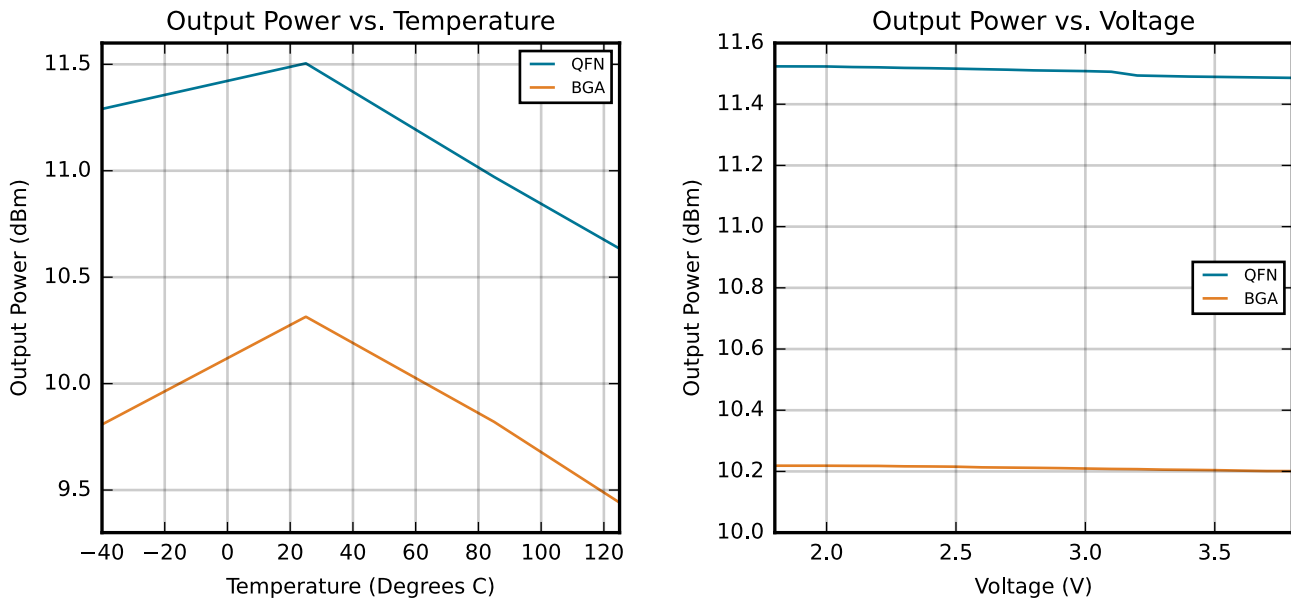 Output Power vs. Temperature
Output Power (dBm)
11.5
11.0
10.5
10.0
9.5
−40 −20 0 20 40 60 80 100 120
Temperature (Degrees C)
QFN
BGA
Output Power vs. Voltage
Output Power (dBm)
11.6
11.4
11.2
11.0
10.8
10.6
10.4
10.2
10.0
2.0 2.5 3.0 3.5
Voltage (V)
QFN
BGA